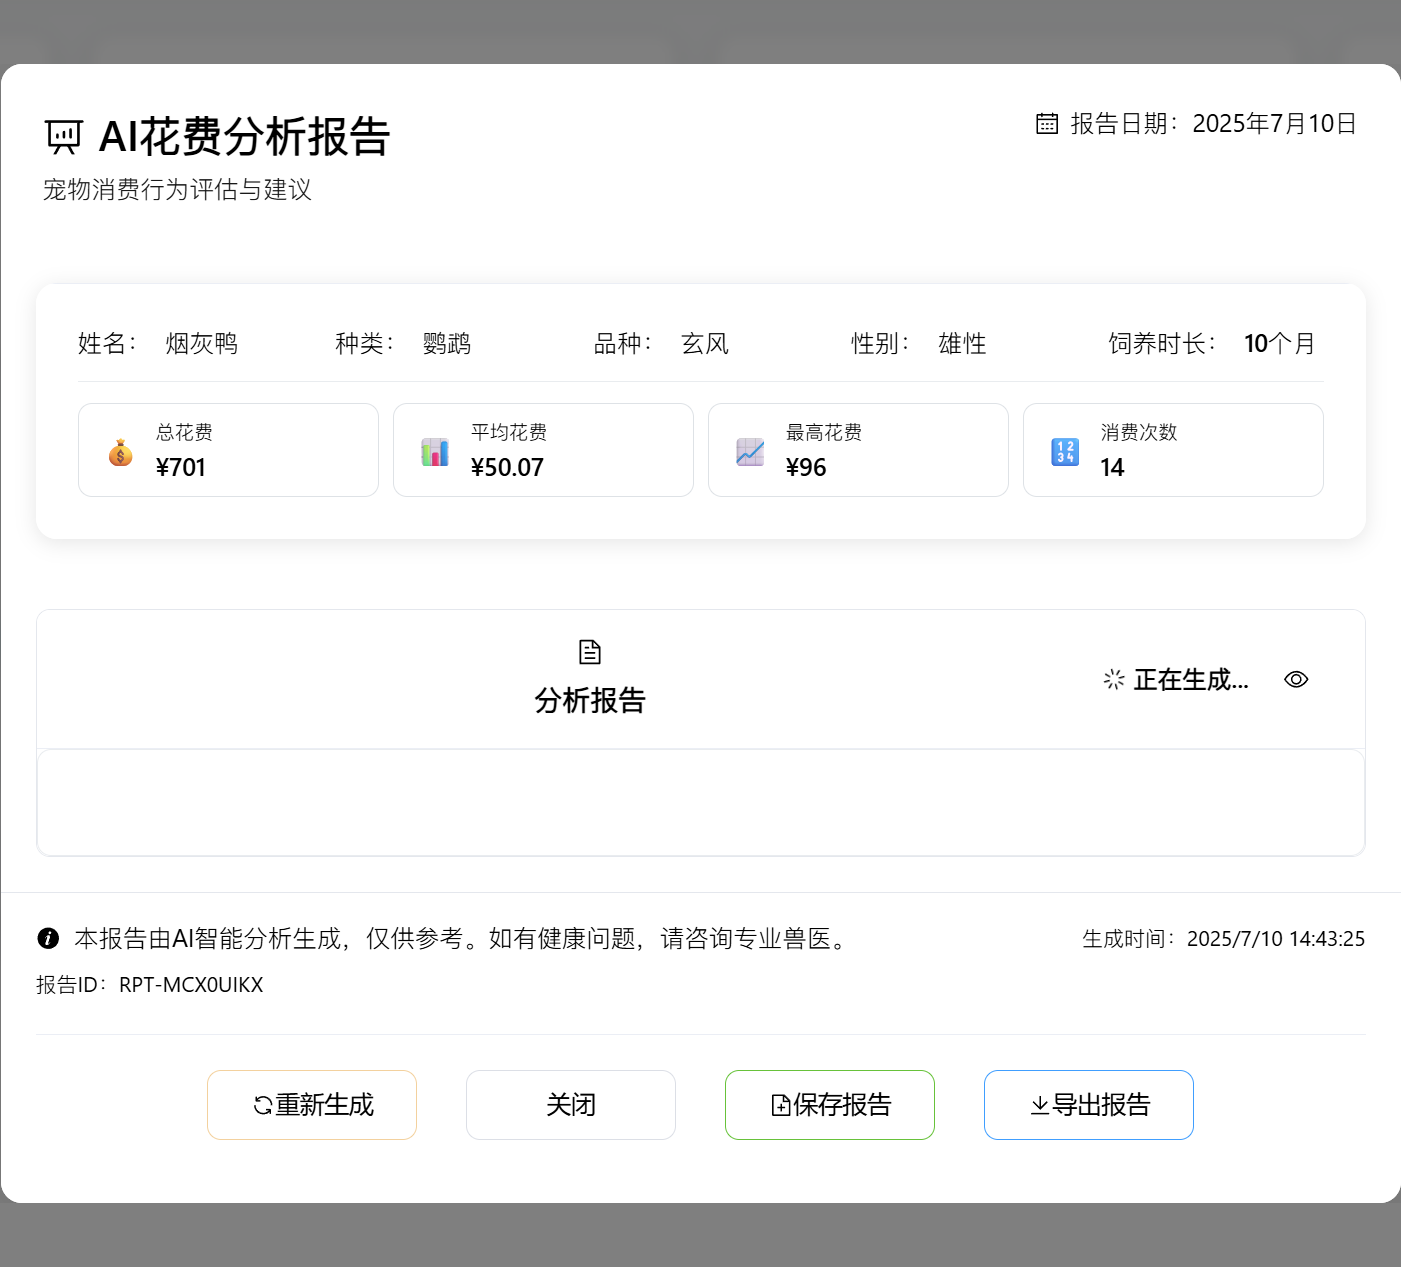 AI花费分析报告
报告日期：2025年7月10日
宠物消费行为评估与建议
姓名：烟灰鸭 种类：鹦鹉 品种：玄风 性别：雄性 饲养时长：10个月
总花费 平均花费 最高花费 消费次数
¥701 ¥50.07 ¥96 14
分析报告
正在生成...
本报告由AI智能分析生成，仅供参考。如有健康问题，请咨询专业兽医。
生成时间：2025/7/10 14:43:25
报告ID：RPT-MCX0UIKX
重新生成 关闭 保存报告 导出报告